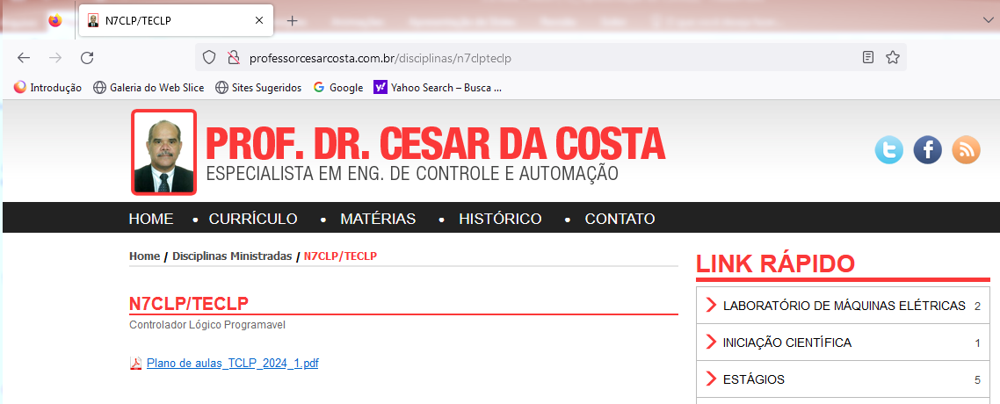 N7CLP/TECLP
professorcesarcosta.com.br/disciplinas/n7clpteclp
Introdução Galeria do Web Slice Sites Sugeridos Google Yahoo Search – Busca ...
PROF. DR. CESAR DA COSTA
ESPECIALISTA EM ENG. DE CONTROLE E AUTOMAÇÃO
HOME • CURRÍCULO • MATÉRIAS • HISTÓRICO • CONTATO
Home / Disciplinas Ministradas / N7CLP/TECLP
N7CLP/TECLP
Controlador Lógico Programavel
Plano de aulas_TCLP_2024_1.pdf
LINK RÁPIDO
LABORATÓRIO DE MÁQUINAS ELÉTRICAS 2
INICIAÇÃO CIENTÍFICA 1
ESTÁGIOS 5